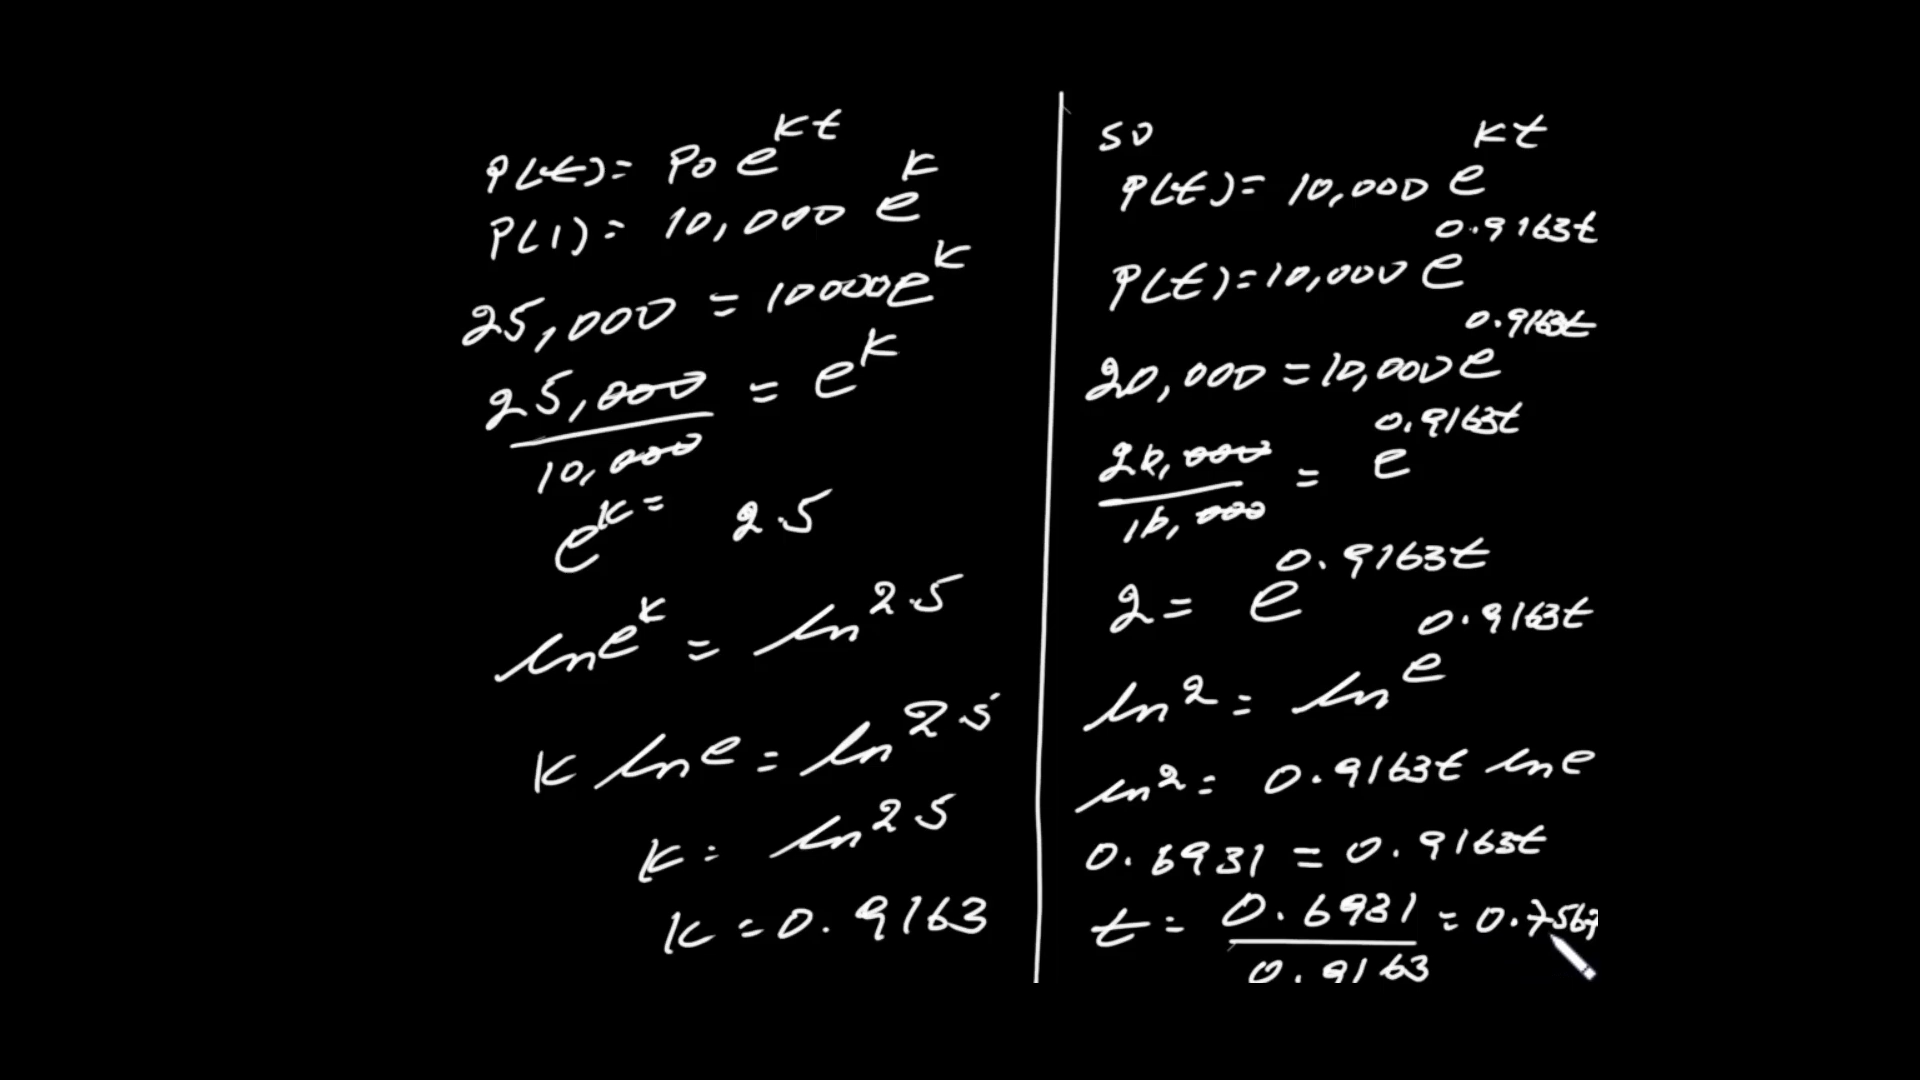 P(t) = P0 e^kt
P(1) = 10,000 e^k
25,000 = 10000e^k
25,000/10,000 = e^k
e^k = 2.5
ln e^k = ln 2.5
k ln e = ln 2.5
k = ln 2.5
k = 0.9163
so
P(t) = 10,000 e^kt
P(t) = 10,000 e^0.9163t
20,000 = 10,000 e^0.9163t
20,000/10,000 = e^0.9163t
2 = e^0.9163t
ln 2 = ln e^0.9163t
ln 2 = 0.9163t ln e
0.6931 = 0.9163t
t = 0.6931/0.9163 = 0.756